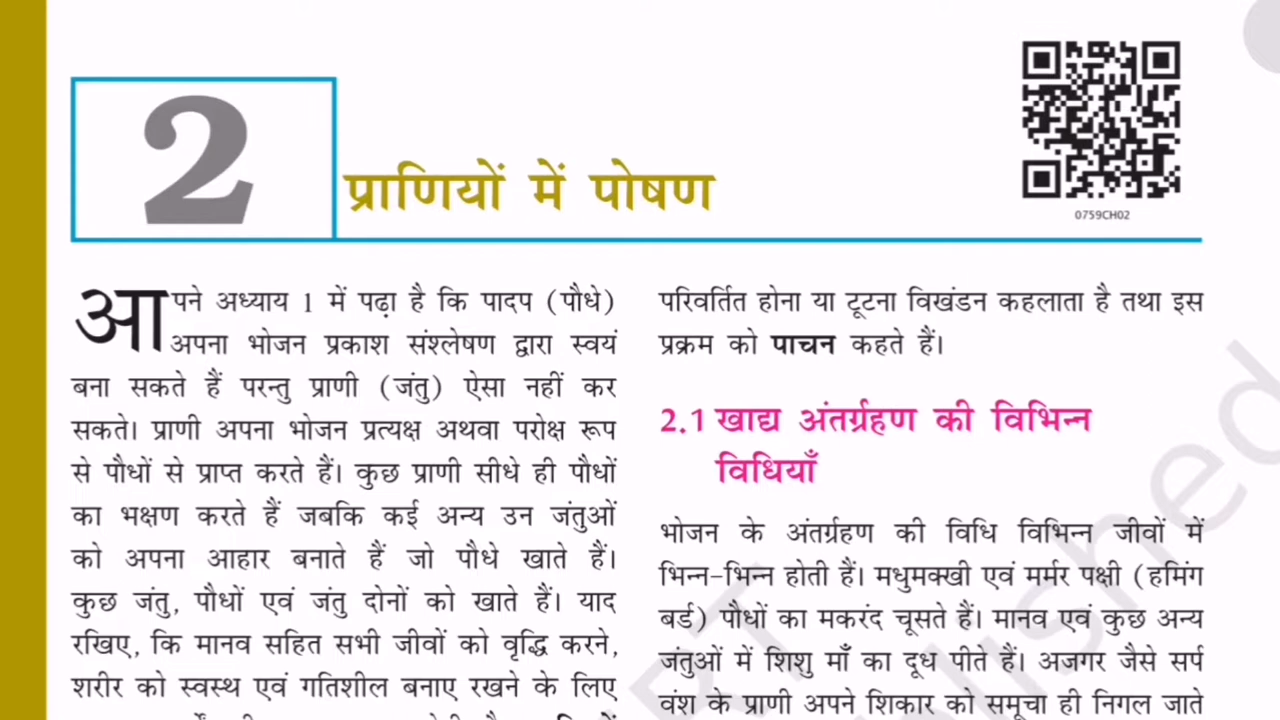 2
प्राणियों में पोषण
0759CH02
आपने अध्याय 1 में पढ़ा है कि पादप (पौधे)
अपना भोजन प्रकाश संश्लेषण द्वारा स्वयं
बना सकते हैं परन्तु प्राणी (जंतु) ऐसा नहीं कर
सकते। प्राणी अपना भोजन प्रत्यक्ष अथवा परोक्ष रूप
से पौधों से प्राप्त करते हैं। कुछ प्राणी सीधे ही पौधों
का भक्षण करते हैं जबकि कई अन्य उन जंतुओं
को अपना आहार बनाते हैं जो पौधे खाते हैं।
कुछ जंतु, पौधों एवं जंतु दोनों को खाते हैं। याद
रखिए, कि मानव सहित सभी जीवों को वृद्धि करने,
शरीर को स्वस्थ एवं गतिशील बनाए रखने के लिए
परिवर्तित होना या टूटना विखंडन कहलाता है तथा इस
प्रक्रम को पाचन कहते हैं।
2.1 खाद्य अंतर्ग्रहण की विभिन्न
विधियाँ
भोजन के अंतर्ग्रहण की विधि विभिन्न जीवों में
भिन्न-भिन्न होती हैं। मधुमक्खी एवं मर्मर पक्षी (हमिंग
बर्ड) पौधों का मकरंद चूसते हैं। मानव एवं कुछ अन्य
जंतुओं में शिशु माँ का दूध पीते हैं। अजगर जैसे सर्प
वंश के प्राणी अपने शिकार को समूचा ही निगल जाते